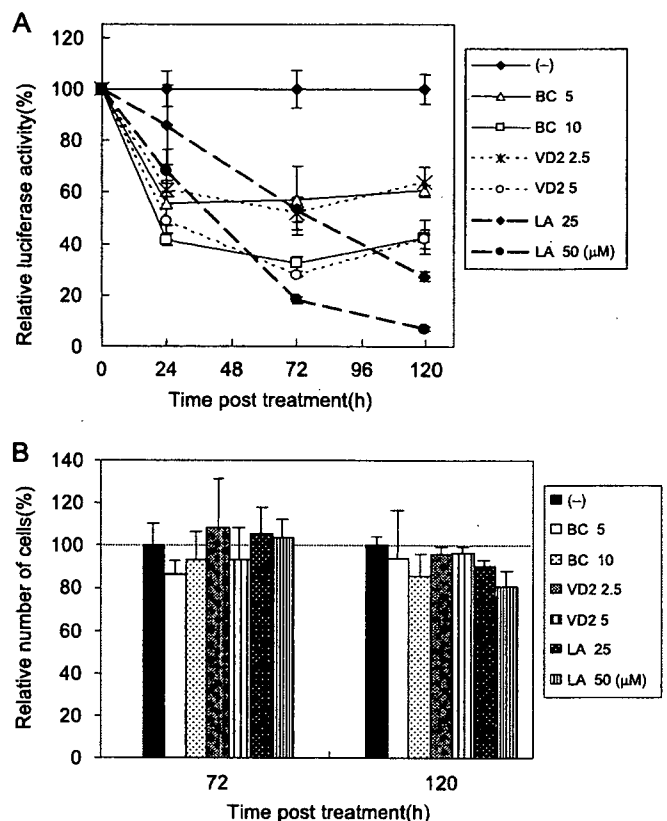 A
Relative luciferase activity(%)
120
100
80
60
40
20
0
0 24 48 72 96 120
Time post treatment(h)
(–)
BC 5
BC 10
VD2 2.5
VD2 5
LA 25
LA 50 (μM)
B
Relative number of cells(%)
140
120
100
80
60
40
20
0
72 120
Time post treatment(h)
(–)
BC 5
BC 10
VD2 2.5
VD2 5
LA 25
LA 50 (μM)